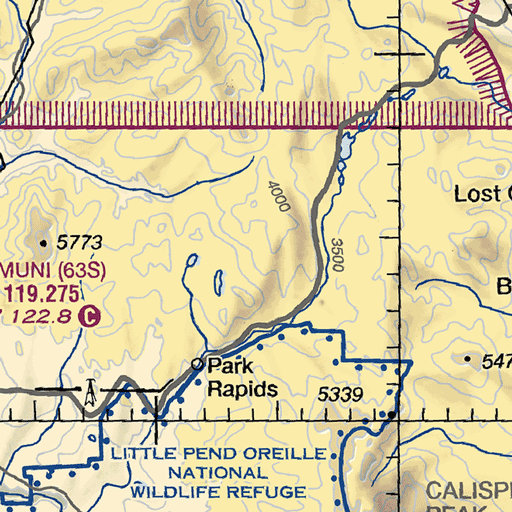 4000
Lost
3500
5773
MUNI (63S)
119.275
122.8 C
B
547
Park
Rapids
5339
LITTLE PEND OREILLE
NATIONAL
WILDLIFE REFUGE
CALISP
PEAK